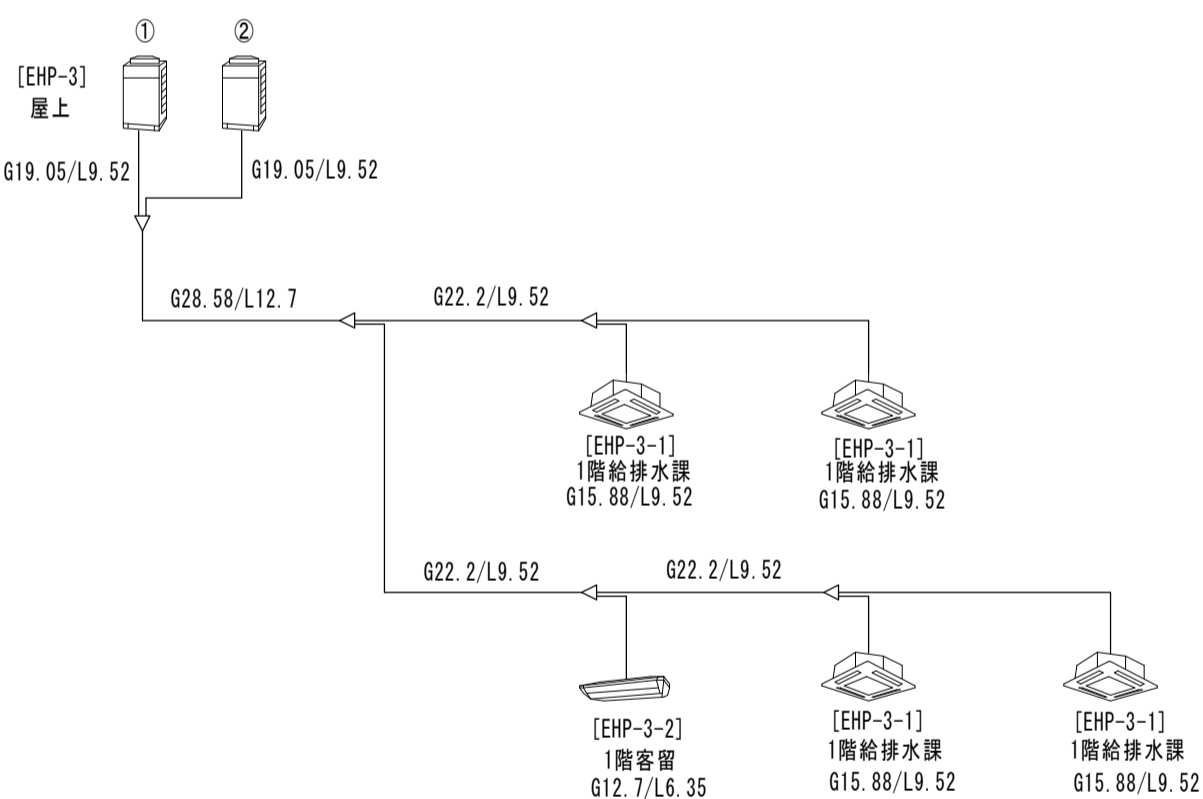 ① ②
[EHP-3]
屋上
G19.05/L9.52
G19.05/L9.52
G28.58/L12.7
G22.2/L9.52
[EHP-3-1]
1階給排水課
G15.88/L9.52
[EHP-3-1]
1階給排水課
G15.88/L9.52
G22.2/L9.52
G22.2/L9.52
[EHP-3-2]
1階客留
G12.7/L6.35
[EHP-3-1]
1階給排水課
G15.88/L9.52
[EHP-3-1]
1階給排水課
G15.88/L9.52